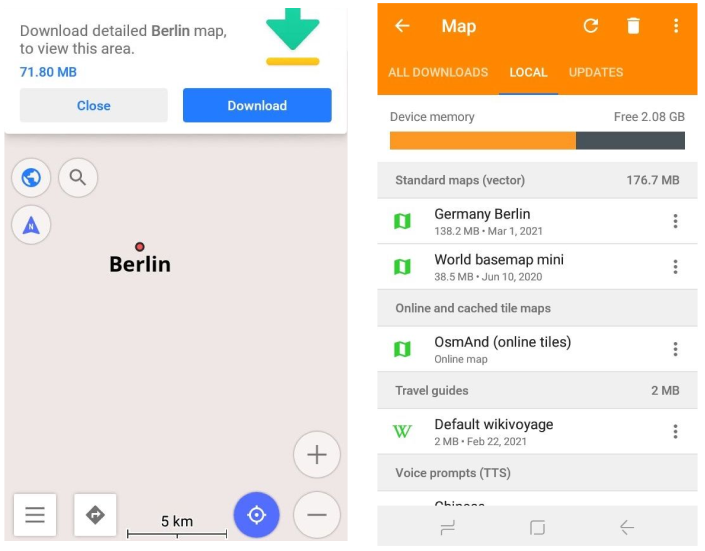 Download detailed Berlin map,
to view this area.
71.80 MB
Close
Download
N
Berlin
5 km
Map
ALL DOWNLOADS
LOCAL
UPDATES
Device memory
Free 2.08 GB
Standard maps (vector)
176.7 MB
Germany Berlin
138.2 MB • Mar 1, 2021
World basemap mini
38.5 MB • Jun 10, 2020
Online and cached tile maps
OsmAnd (online tiles)
Online map
Travel guides
2 MB
W
Default wikivoyage
2 MB • Feb 22, 2021
Voice prompts (TTS)